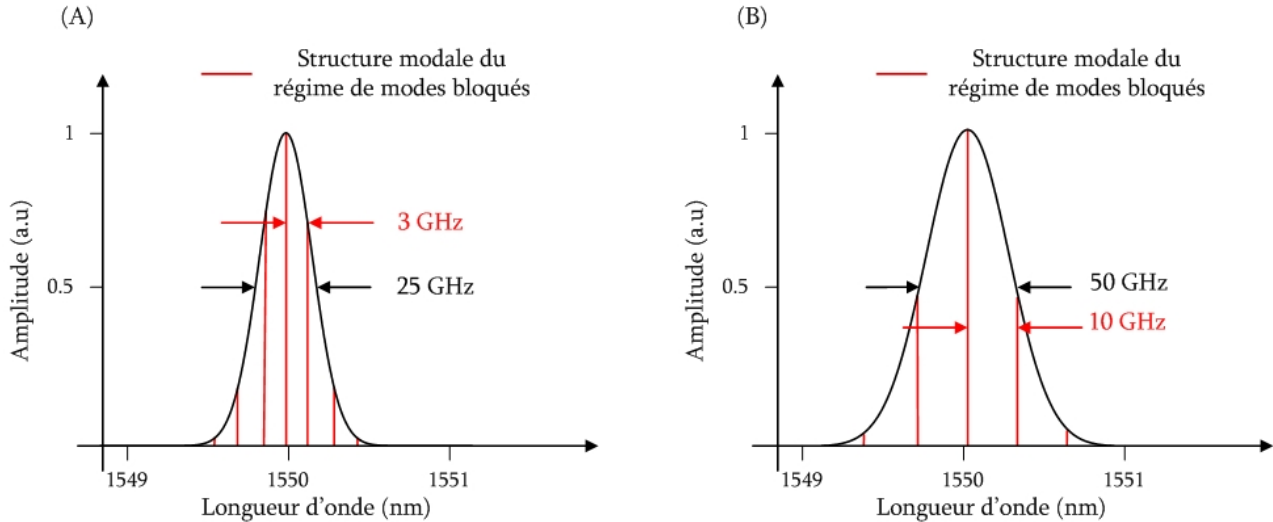 (A)
Structure modale du
régime de modes bloqués
1
3 GHz
25 GHz
0.5
Amplitude (a.u)
1549
1550
1551
Longueur d'onde (nm)
(B)
Structure modale du
régime de modes bloqués
1
50 GHz
0.5
10 GHz
Amplitude (a.u)
1549
1550
1551
Longueur d'onde (nm)